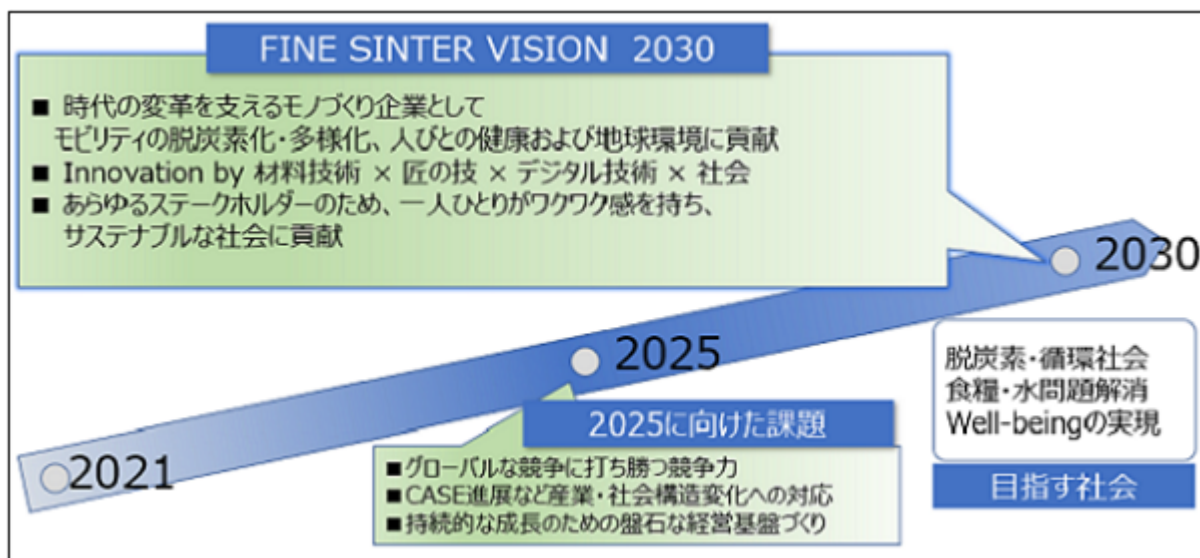 FINE SINTER VISION 2030
■ 時代の変革を支えるモノづくり企業として
モビリティの脱炭素化・多様化、人びとの健康および地球環境に貢献
■ Innovation by 材料技術 × 匠の技 × デジタル技術 × 社会
■ あらゆるステークホルダーのため、一人ひとりがワクワク感を持ち、
サステナブルな社会に貢献
2030
2025
2021
2025に向けた課題
■グローバルな競争に打ち勝つ競争力
■CASE進展など産業・社会構造変化への対応
■持続的な成長のための盤石な経営基盤づくり
脱炭素・循環社会
食糧・水問題解消
Well-beingの実現
目指す社会